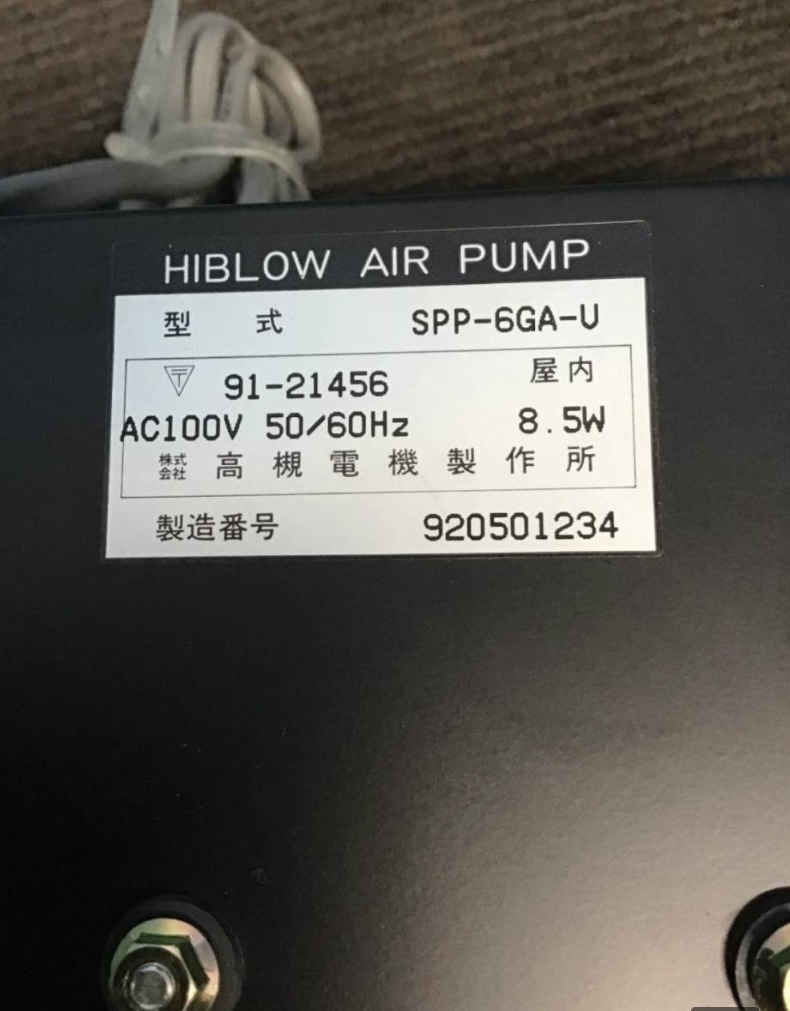 HIBLOW AIR PUMP
型式 SPP-6GA-U
〒 91-21456 屋内
AC100V 50/60Hz 8.5W
株式会社 高槻電機製作所
製造番号 920501234